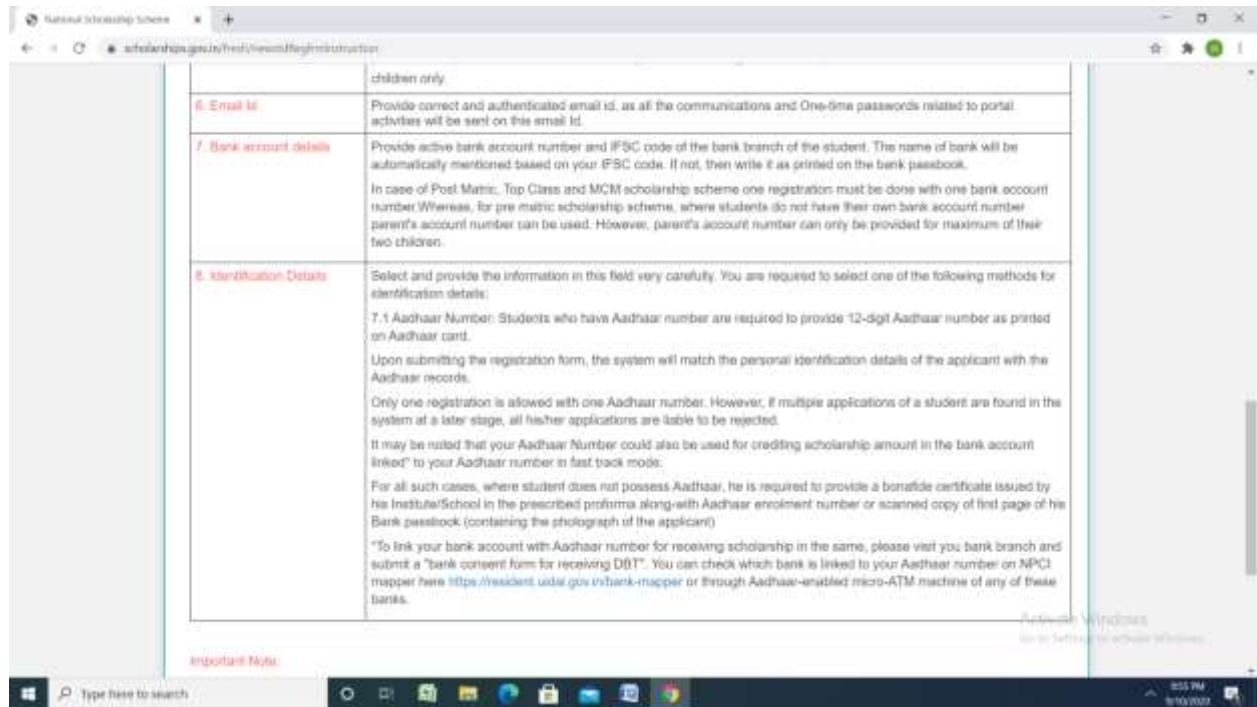 National Scholarship Scheme
children only.
6. Email Id
Provide correct and authenticated email id, as all the communications and One-time passwords related to portal
activities will be sent on this email Id.
7. Bank account details
Provide active bank account number and IFSC code of the bank branch of the student. The name of bank will be
automatically mentioned based on your IFSC code. If not, then write it as printed on the bank passbook.
In case of Post Matric, Top Class and MCM scholarship scheme one registration must be done with one bank account
number.Whereas, for pre matric scholarship scheme, where students do not have their own bank account number
parent's account number can be used. However, parent's account number can only be provided for maximum of their
two children.
8. Identification Details
Select and provide the information in this field very carefully. You are required to select one of the following methods for
identification details:
7.1 Aadhaar Number: Students who have Aadhaar number are required to provide 12-digit Aadhaar number as printed
on Aadhaar card.
Upon submitting the registration form, the system will match the personal identification details of the applicant with the
Aadhaar records.
Only one registration is allowed with one Aadhaar number. However, if multiple applications of a student are found in the
system at a later stage, all his/her applications are liable to be rejected.
It may be noted that your Aadhaar Number could also be used for crediting scholarship amount in the bank account
linked* to your Aadhaar number in fast track mode.
For all such cases, where student does not possess Aadhaar, he is required to provide a bonafide certificate issued by
his Institute/School in the prescribed proforma along-with Aadhaar enrolment number or scanned copy of first page of his
Bank passbook (containing the photograph of the applicant)
*To link your bank account with Aadhaar number for receiving scholarship in the same, please visit you bank branch and
submit a "bank consent form for receiving DBT". You can check which bank is linked to your Aadhaar number on NPCI
mapper here https://resident.uidai.gov.in/bank-mapper or through Aadhaar-enabled micro-ATM machine of any of these
banks.
Activate Windows
Go to Settings to activate Windows.
Important Note:
Type here to search
9:55 PM